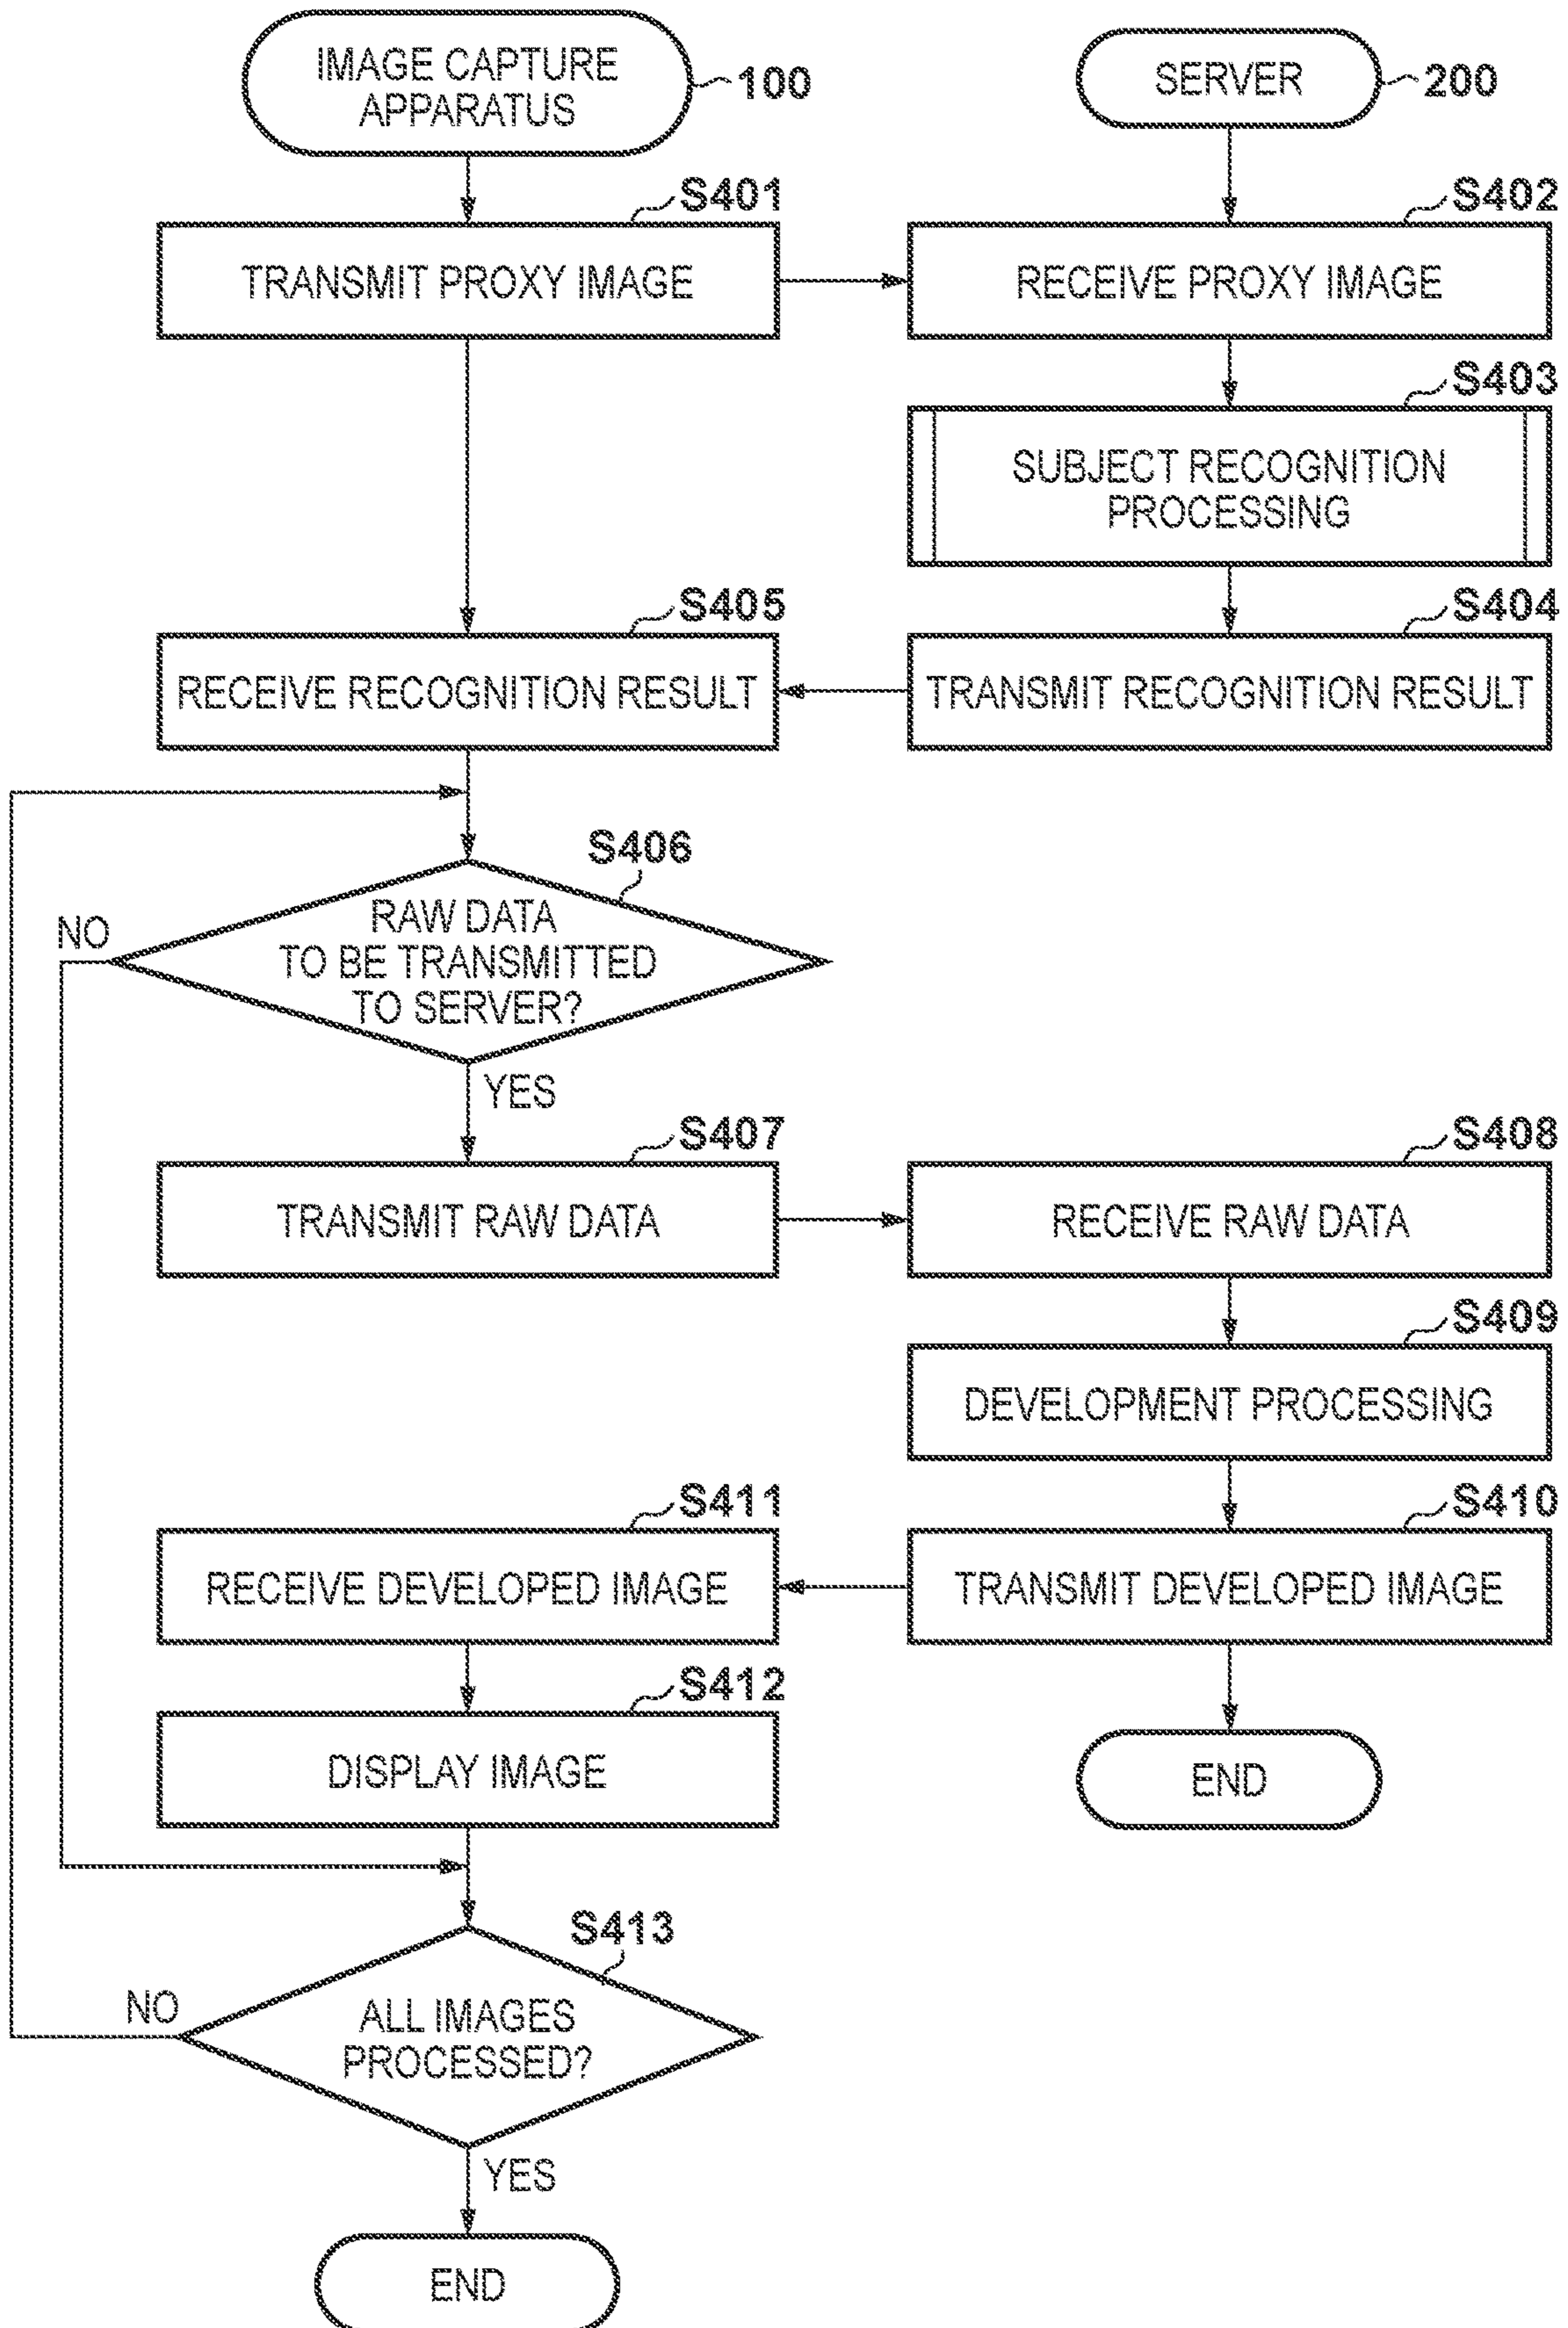 IMAGE CAPTURE
APPARATUS
100
SERVER
200
S401
TRANSMIT PROXY IMAGE
S402
RECEIVE PROXY IMAGE
S403
SUBJECT RECOGNITION
PROCESSING
S405
RECEIVE RECOGNITION RESULT
S404
TRANSMIT RECOGNITION RESULT
S406
RAW DATA
TO BE TRANSMITTED
TO SERVER?
NO
YES
S407
TRANSMIT RAW DATA
S408
RECEIVE RAW DATA
S409
DEVELOPMENT PROCESSING
S411
RECEIVE DEVELOPED IMAGE
S410
TRANSMIT DEVELOPED IMAGE
S412
DISPLAY IMAGE
END
S413
ALL IMAGES
PROCESSED?
NO
YES
END